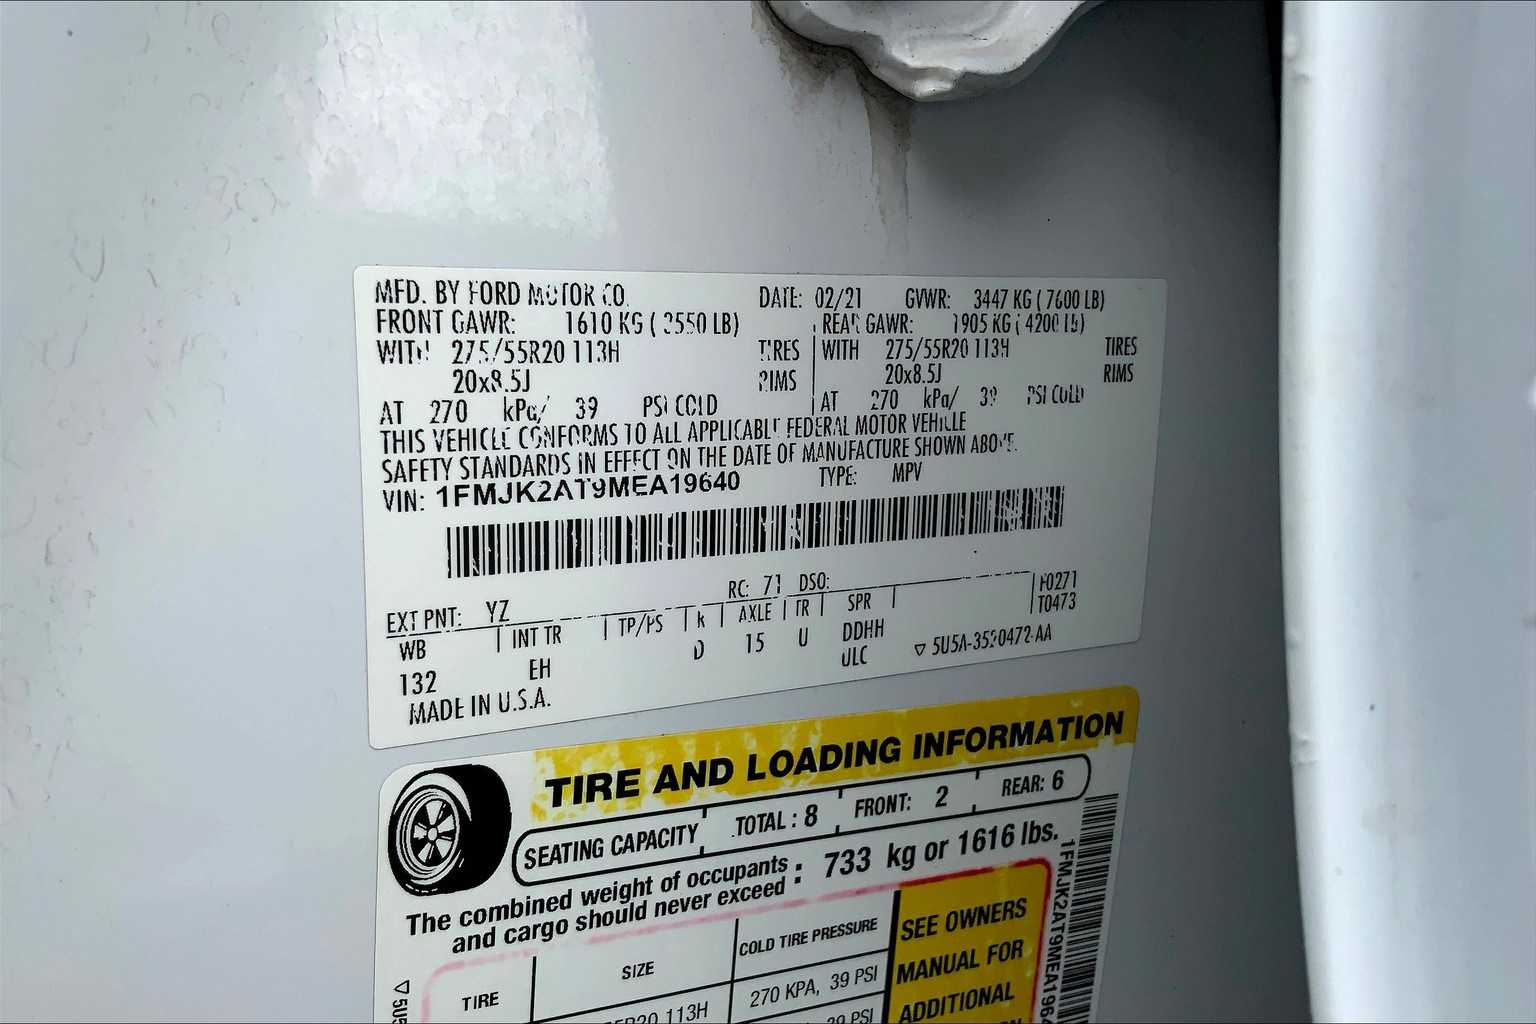 MFD. BY FORD MOTOR CO. DATE: 02/21 GVWR: 3447 KG ( 7600 LB)
FRONT GAWR: 1610 KG ( 3550 LB) REAR GAWR: 1905 KG ( 4200 LB)
WITH 275/55R20 113H TIRES WITH 275/55R20 113H TIRES
20x8.5J RIMS 20x8.5J RIMS
AT 270 kPa/ 39 PSI COLD AT 270 kPa/ 39 PSI COLD
THIS VEHICLE CONFORMS TO ALL APPLICABLE FEDERAL MOTOR VEHICLE
SAFETY STANDARDS IN EFFECT ON THE DATE OF MANUFACTURE SHOWN ABOVE.
VIN: 1FMJK2AT9MEA19640 TYPE: MPV
RC: 71 DSO: F0271
EXT PNT: YZ T0473
WB INT TR TP/PS R AXLE TR SPR
132 EH D 15 U DDHH
ULC 5U5A-3520472-AA
MADE IN U.S.A.
TIRE AND LOADING INFORMATION
SEATING CAPACITY TOTAL : 8 FRONT: 2 REAR: 6
The combined weight of occupants
and cargo should never exceed : 733 kg or 1616 lbs.
TIRE SIZE COLD TIRE PRESSURE
113H 270 KPA, 39 PSI
39 PSI
SEE OWNERS
MANUAL FOR
ADDITIONAL
1FMJK2AT9MEA1964
5U5